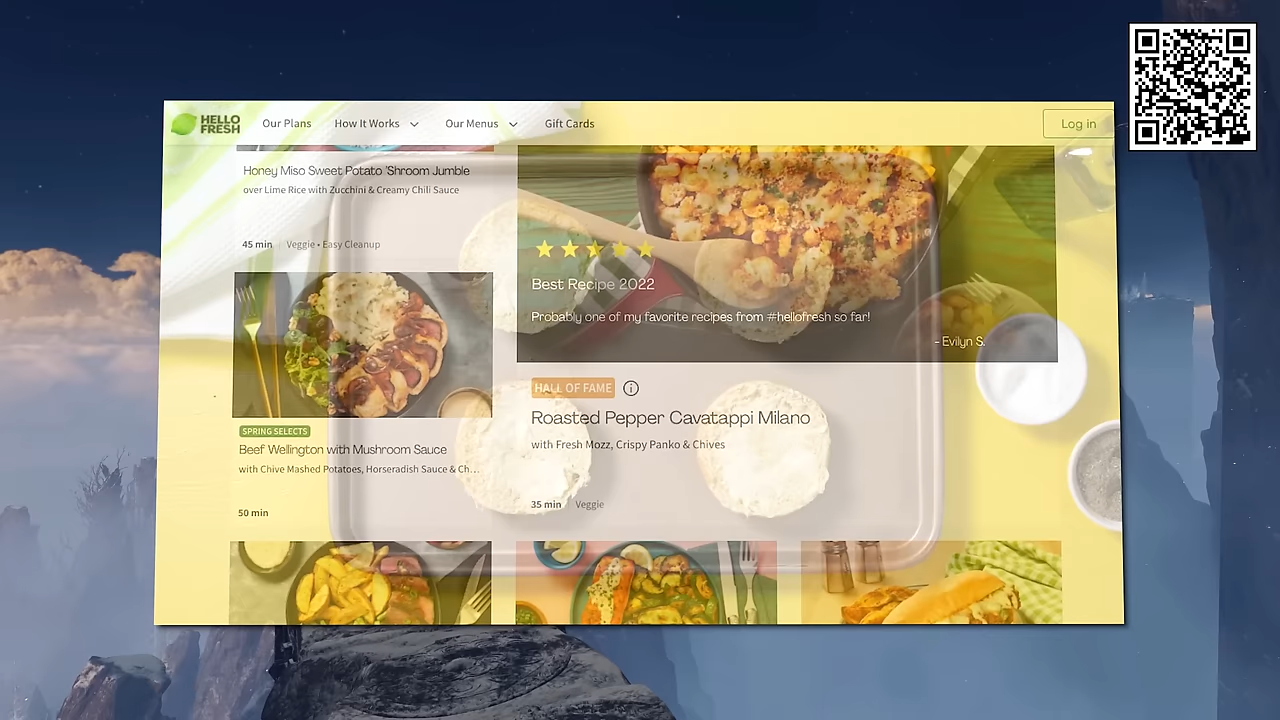 HELLO
FRESH
Our Plans
How It Works
Our Menus
Gift Cards
Log in
Honey Miso Sweet Potato 'Shroom Jumble
over Lime Rice with Zucchini & Creamy Chili Sauce
45 min
Veggie • Easy Cleanup
Best Recipe 2022
Probably one of my favorite recipes from #hellofresh so far!
- Evilyn S.
HALL OF FAME
Roasted Pepper Cavatappi Milano
with Fresh Mozz, Crispy Panko & Chives
35 min
Veggie
SPRING SELECTS
Beef Wellington with Mushroom Sauce
with Chive Mashed Potatoes, Horseradish Sauce & Ch...
50 min